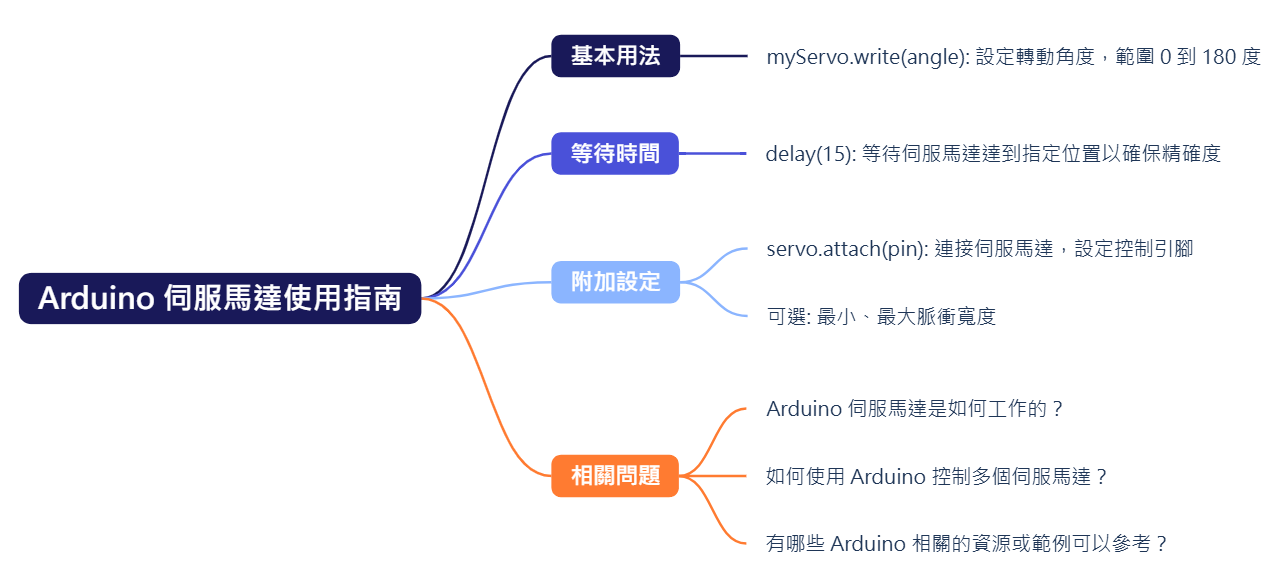 基本用法
myServo.write(angle): 設定轉動角度，範圍 0 到 180 度
等待時間
delay(15): 等待伺服馬達達到指定位置以確保精確度
servo.attach(pin): 連接伺服馬達，設定控制引腳
附加設定
可選: 最小、最大脈衝寬度
Arduino 伺服馬達使用指南
Arduino 伺服馬達是如何工作的？
相關問題
如何使用 Arduino 控制多個伺服馬達？
有哪些 Arduino 相關的資源或範例可以參考？